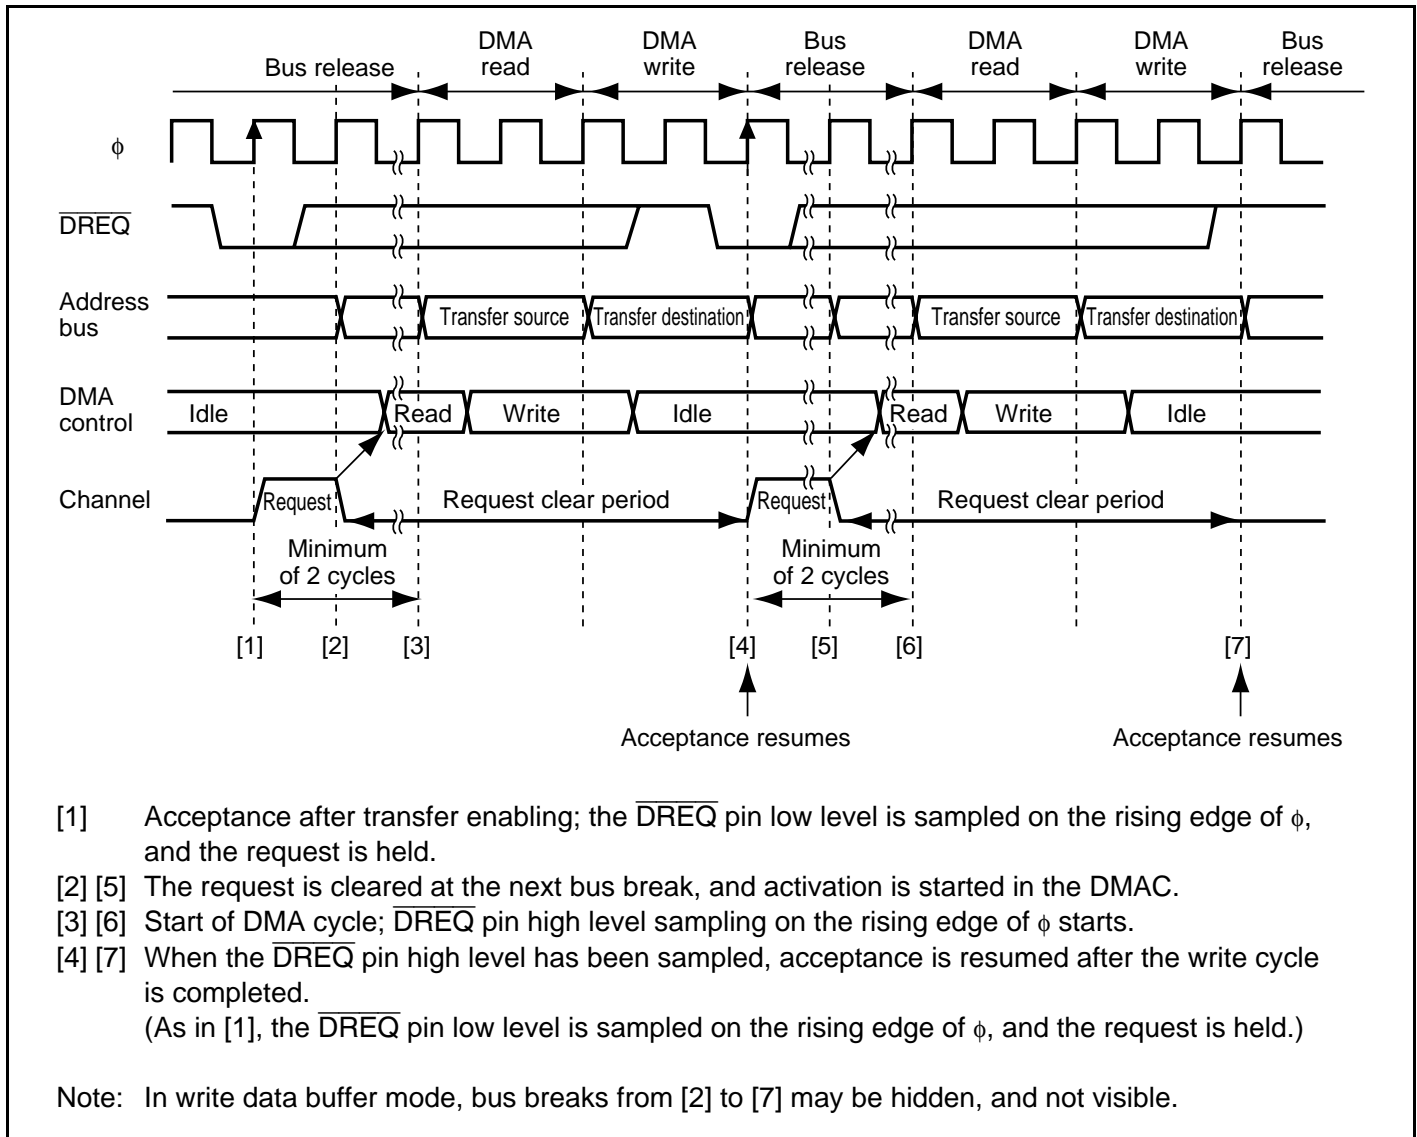 DMA read
DMA write
Bus release
DMA read
DMA write
Bus release
Bus release
φ
DREQ
Address bus
Transfer source
Transfer destination
Transfer source
Transfer destination
DMA control
Idle
Read
Write
Idle
Read
Write
Idle
Channel
Request
Request clear period
Request
Request clear period
Minimum of 2 cycles
Minimum of 2 cycles
[1] [2] [3] [4] [5] [6] [7]
Acceptance resumes
Acceptance resumes
[1] Acceptance after transfer enabling; the DREQ pin low level is sampled on the rising edge of φ,
and the request is held.
[2] [5] The request is cleared at the next bus break, and activation is started in the DMAC.
[3] [6] Start of DMA cycle; DREQ pin high level sampling on the rising edge of φ starts.
[4] [7] When the DREQ pin high level has been sampled, acceptance is resumed after the write cycle
is completed.
(As in [1], the DREQ pin low level is sampled on the rising edge of φ, and the request is held.)
Note: In write data buffer mode, bus breaks from [2] to [7] may be hidden, and not visible.